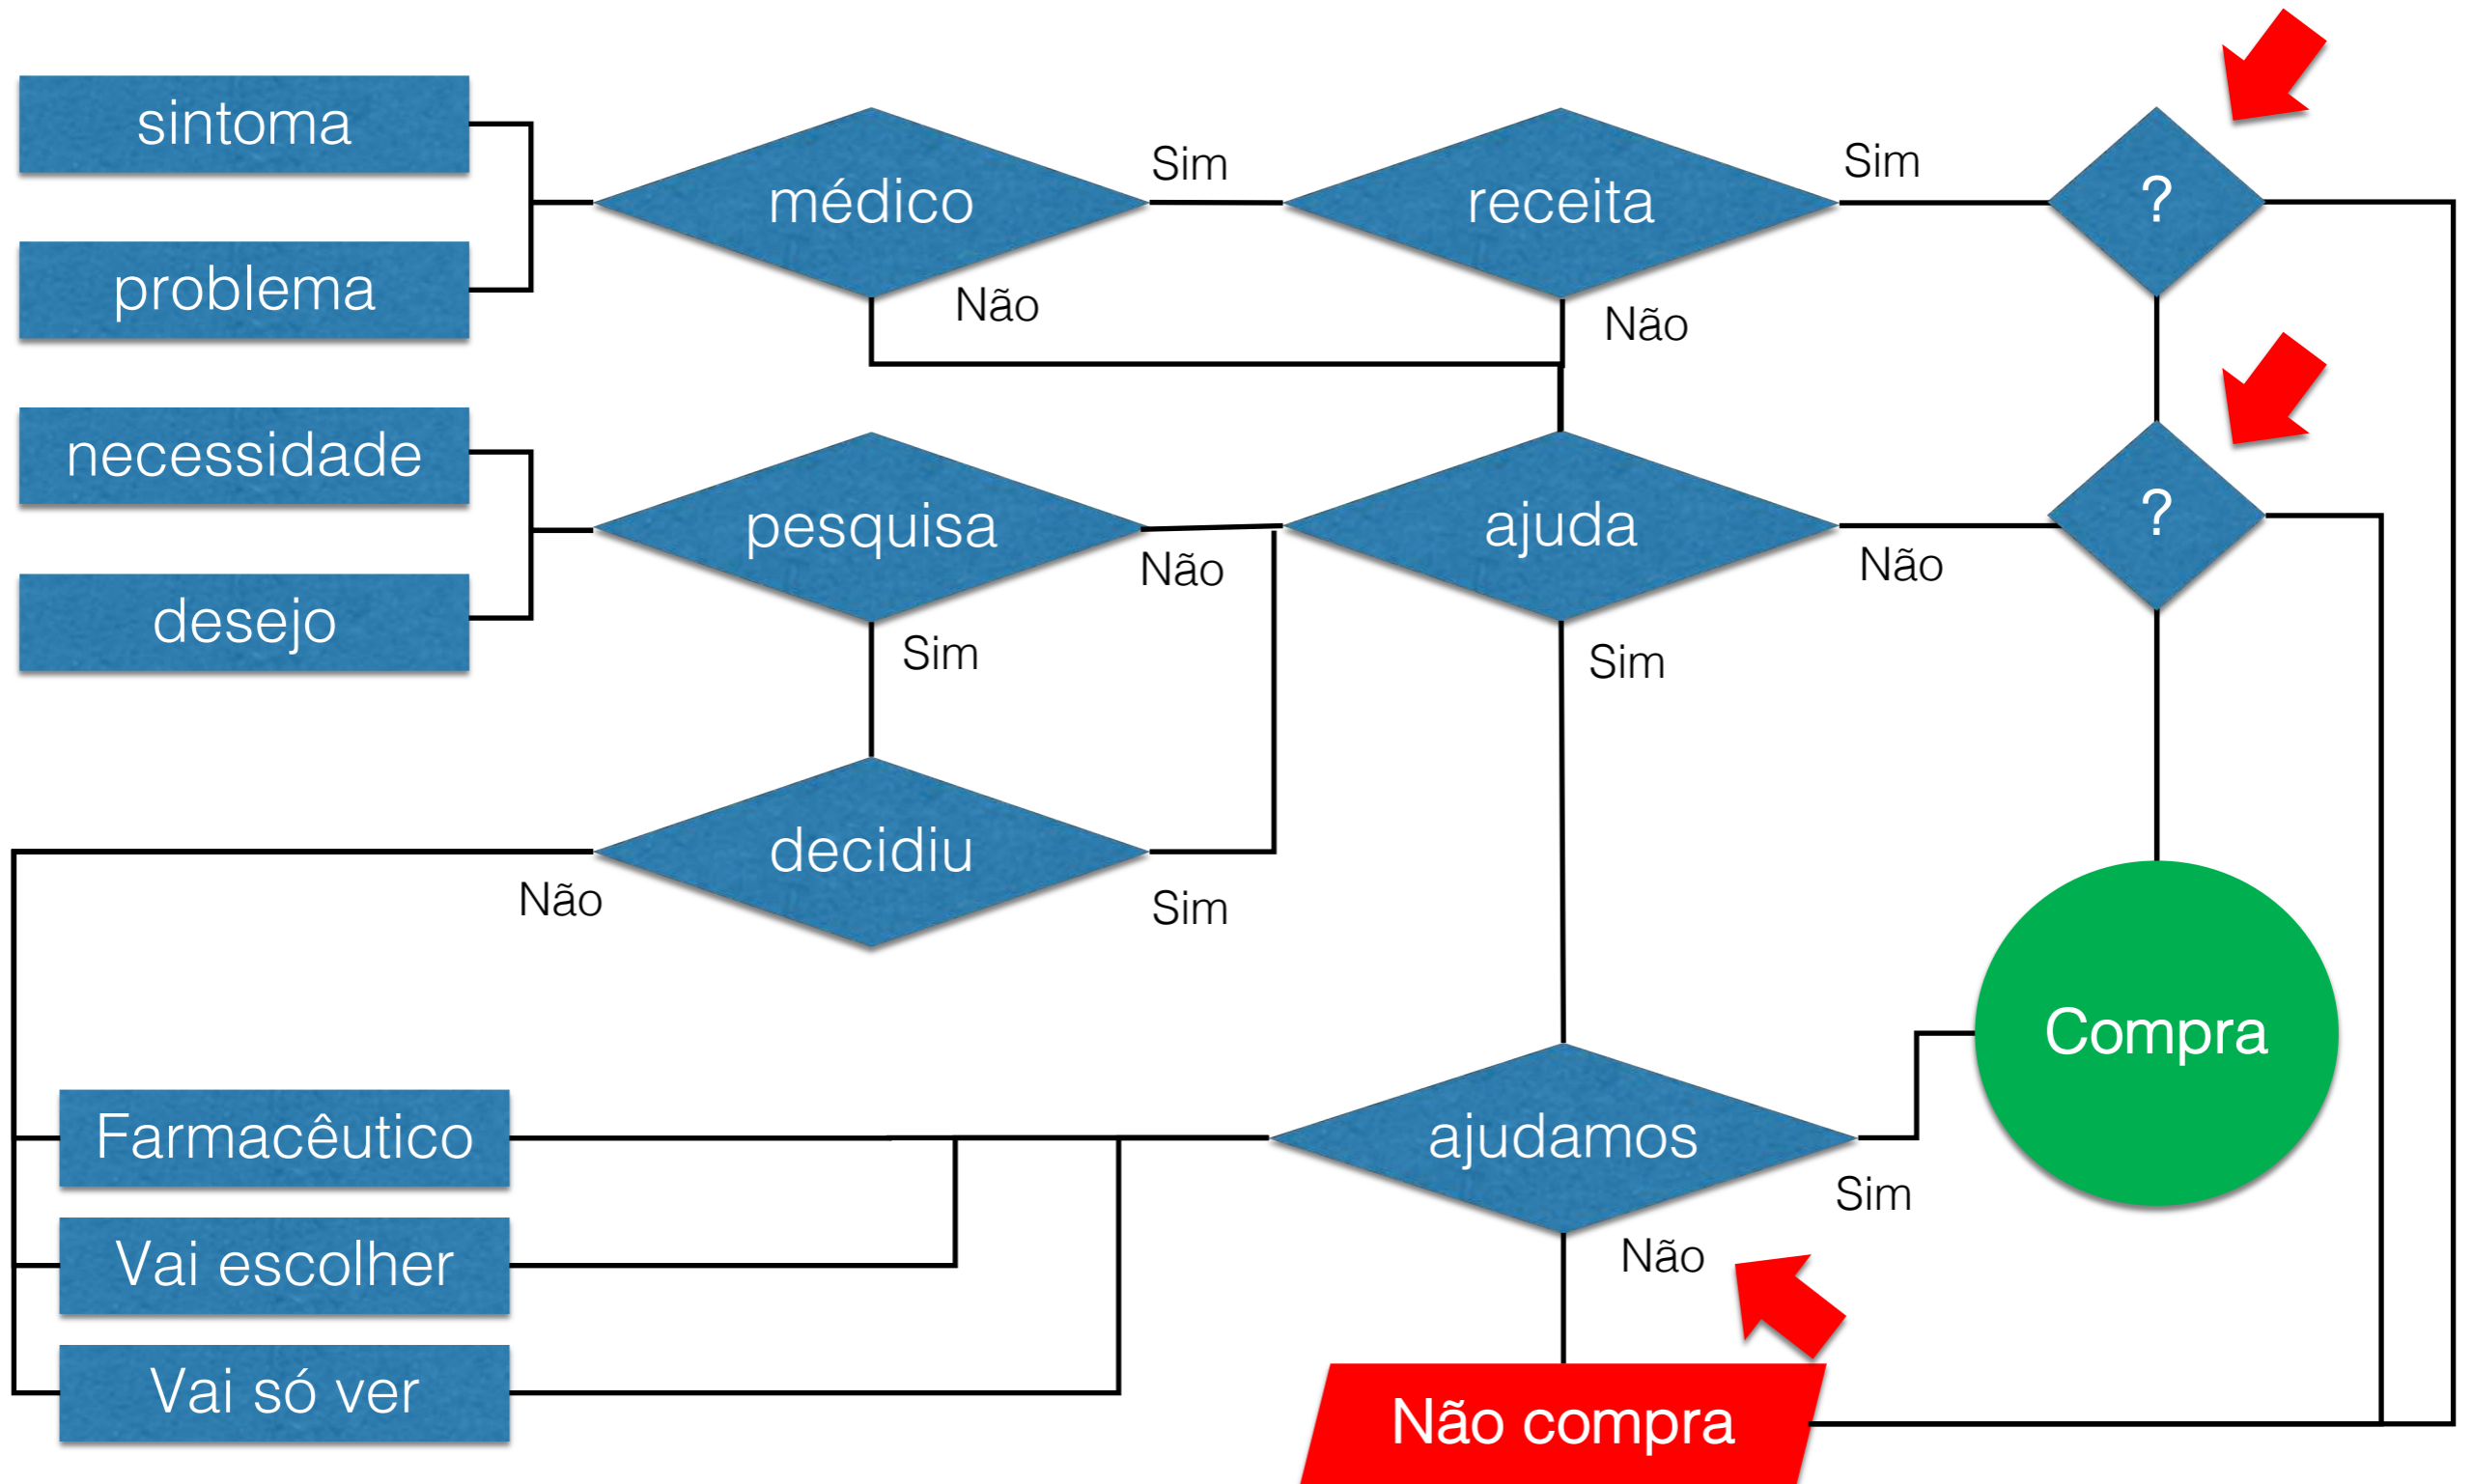 sintoma
médico
Sim
receita
Sim
?
problema
Não
Não
necessidade
pesquisa
Não
ajuda
Não
?
desejo
Sim
Sim
decidiu
Não
Sim
Compra
Farmacêutico
ajudamos
Sim
Vai escolher
Não
Vai só ver
Não compra